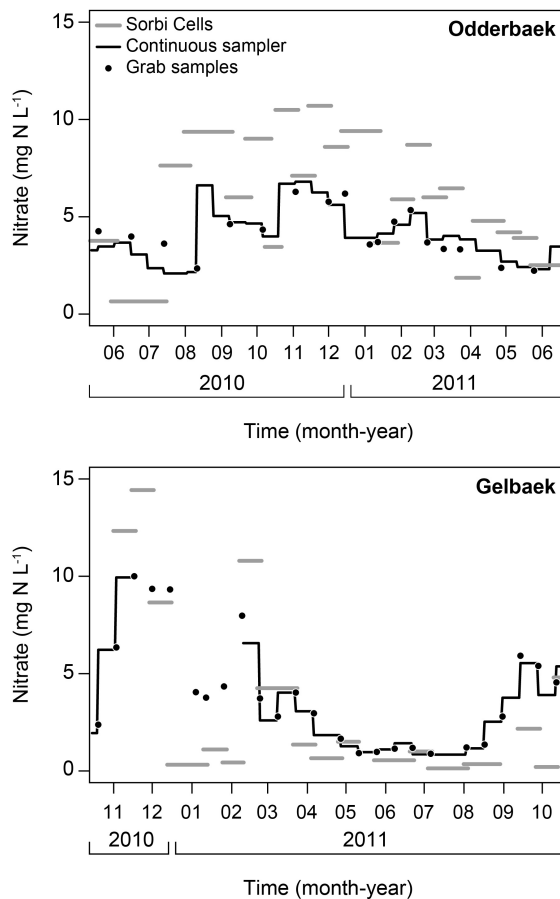 Odderbaek
Sorbi Cells
Continuous sampler
Grab samples
Nitrate (mg N L⁻¹)
15
10
5
0
06 07 08 09 10 11 12 01 02 03 04 05 06
2010 2011
Time (month-year)
Gelbaek
Nitrate (mg N L⁻¹)
15
10
5
0
11 12 01 02 03 04 05 06 07 08 09 10
2010 2011
Time (month-year)